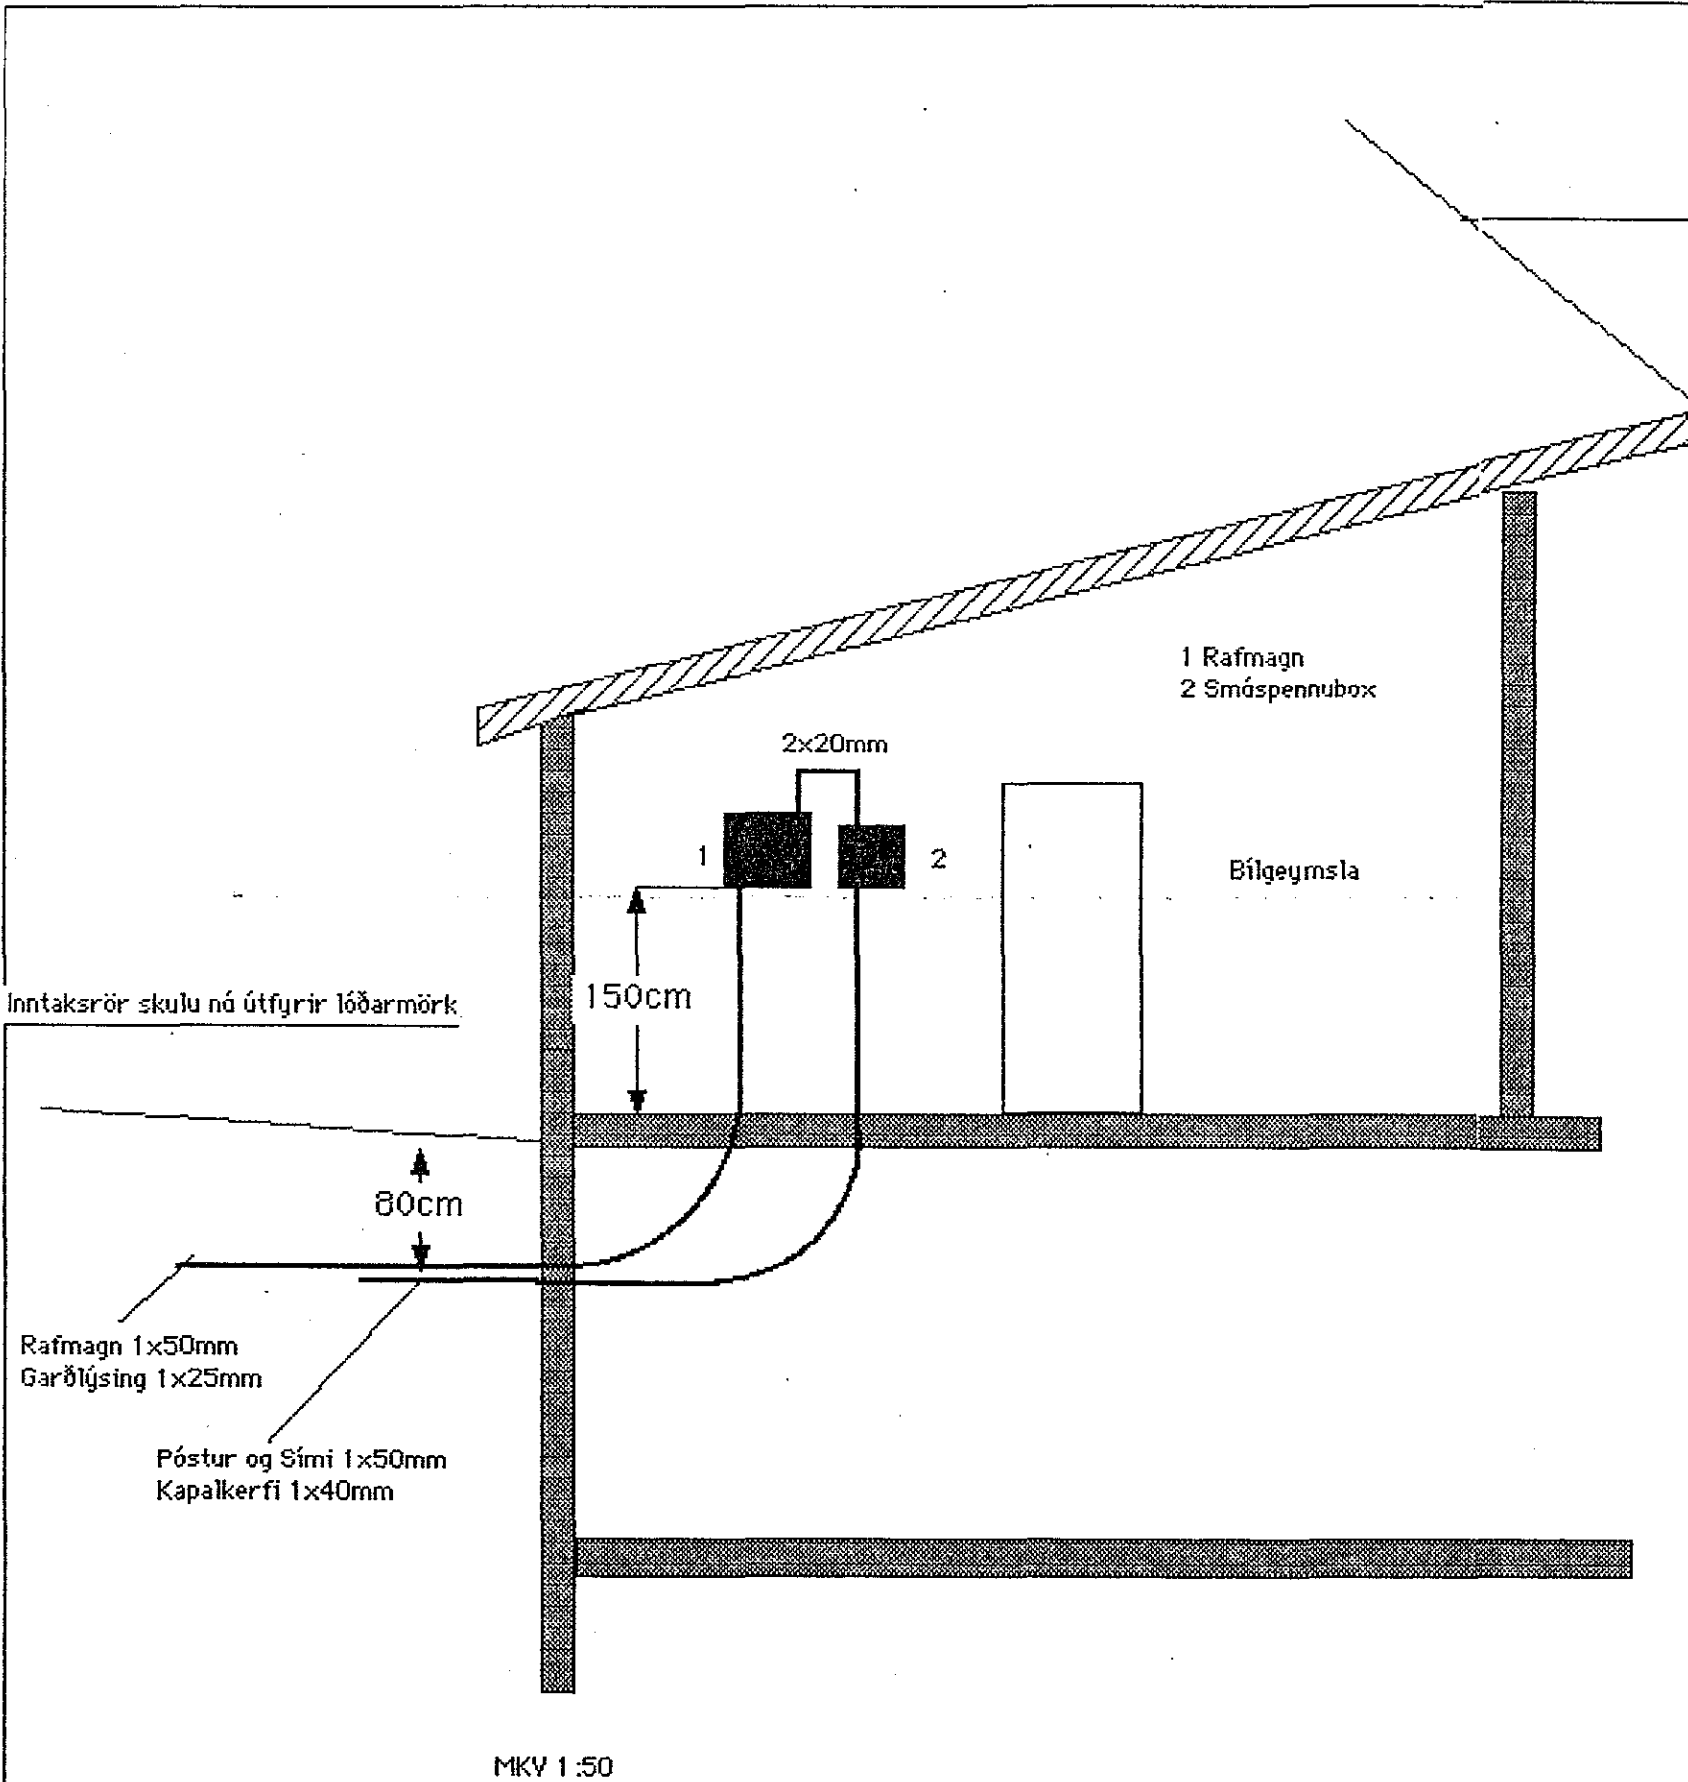 1 Rafmagn
2 Smáspennubox
2x20mm
1
2
Bílgeymsla
150cm
Inntaksrör skulu ná útfyrir lóðarmörk
80cm
Rafmagn 1x50mm
Garðlýsing 1x25mm
Póstur og Sími 1x50mm
Kapalkerfi 1x40mm
MKV 1:50